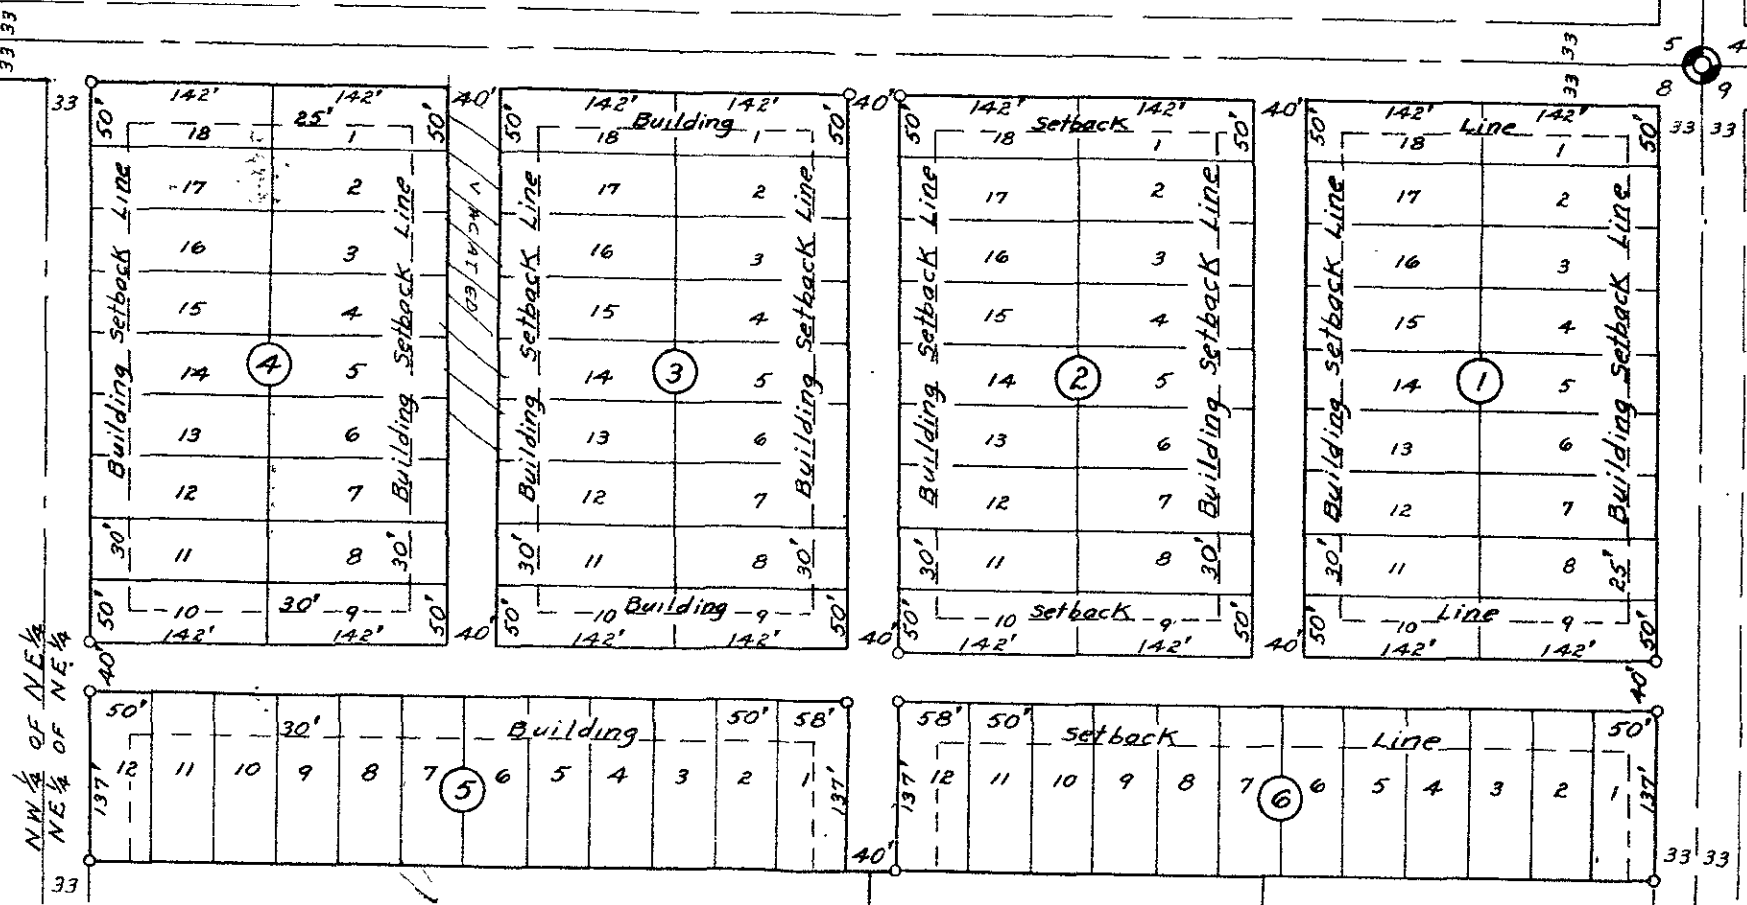 33 33
33 33
33
33
5 4
8 9
33 33
142' 142' 40' 142' 142' 40' 142' 142' 40' 142' 142'
50' 25' 50' 50' Building 50' 50' Setback 50' 50' Line 50'
18 1 18 1 18 1 18 1
17 2 17 2 17 2 17 2
16 3 16 3 16 3 16 3
15 4 15 4 15 4 15 4
14 4 5 14 3 5 14 2 5 14 1 5
13 6 13 6 13 6 13 6
12 7 12 7 12 7 12 7
11 8 11 8 11 8 11 8
30' 30' 30' 30' 30' 30' 30' 25'
Building Setback Line
Building Setback Line
VACATED
Building Setback Line
Building Setback Line
Building Setback Line
Building Setback Line
Building Setback Line
Building Setback Line
10 30' 9 10 Building 9 10 Setback 9 10 Line 9
50' 50' 50' 50' 50' 50' 50' 50'
142' 142' 40' 142' 142' 40' 142' 142' 40' 142' 142'
40' 40'
NW 1/4 OF NE 1/4
NE 1/4 OF NE 1/4
50' 30' Building 50' 58' 58' 50' Setback Line 50'
12 11 10 9 8 7 5 6 5 4 3 2 1
12 11 10 9 8 7 6 6 5 4 3 2 1
137' 137' 137' 137'
40'
33
33 33